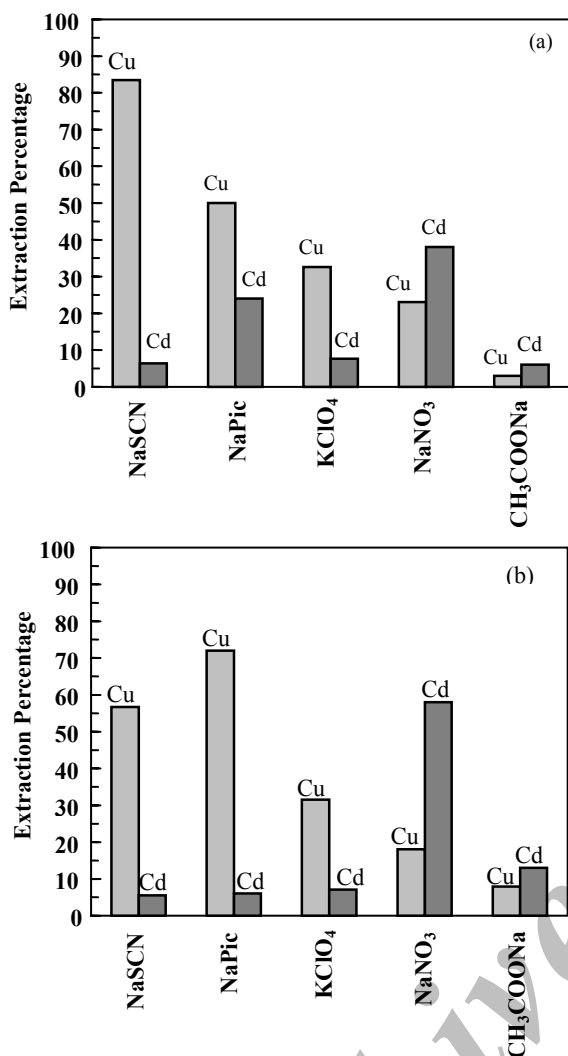 (a)
Extraction Percentage
100
90
80
70
60
50
40
30
20
10
0
Cu
Cd
Cu
Cd
Cu
Cd
Cu
Cd
Cu
Cd
NaSCN
NaPic
KClO₄
NaNO₃
CH₃COONa
(b)
Extraction Percentage
100
90
80
70
60
50
40
30
20
10
0
Cu
Cd
Cu
Cd
Cu
Cd
Cu
Cd
Cu
Cd
NaSCN
NaPic
KClO₄
NaNO₃
CH₃COONa